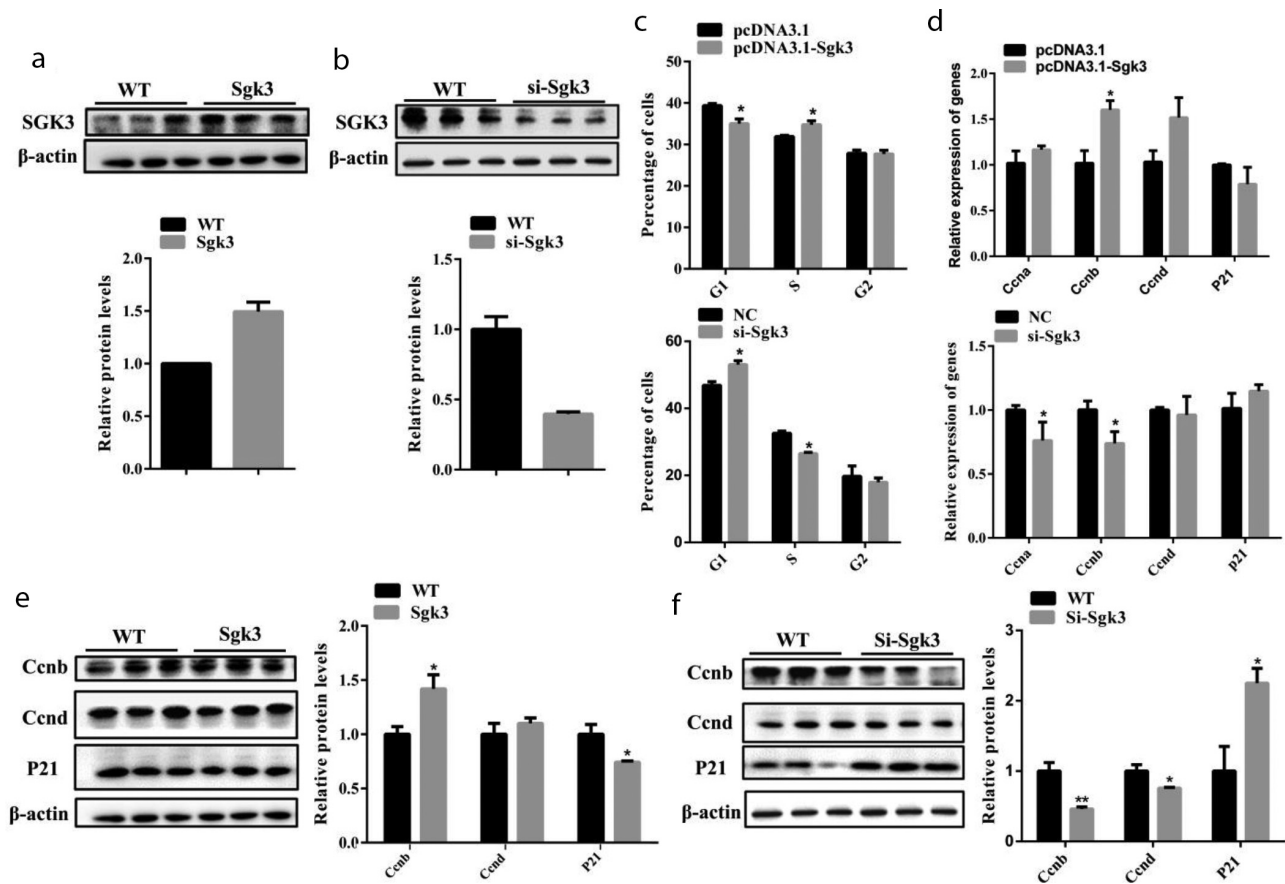 a
WT Sgk3
SGK3
β-actin
WT
Sgk3
Relative protein levels
2.0
1.5
1.0
0.5
0.0
b
WT si-Sgk3
SGK3
β-actin
WT
si-Sgk3
Relative protein levels
1.5
1.0
0.5
0.0
c
pcDNA3.1
pcDNA3.1-Sgk3
Percentage of cells
50
40
30
20
10
0
* *
G1 S G2
NC
si-Sgk3
Percentage of cells
60
40
20
0
* *
G1 S G2
d
pcDNA3.1
pcDNA3.1-Sgk3
Relative expression of genes
2.0
1.5
1.0
0.5
0.0
*
Ccna Ccnb Ccnd P21
NC
si-Sgk3
Relative expression of genes
1.5
1.0
0.5
0.0
* *
Ccna Ccnb Ccnd p21
e
WT Sgk3
Ccnb
Ccnd
P21
β-actin
WT
Sgk3
Relative protein levels
2.0
1.5
1.0
0.5
0.0
* *
Ccnb Ccnd P21
f
WT Si-Sgk3
Ccnb
Ccnd
P21
β-actin
WT
Si-Sgk3
Relative protein levels
3
2
1
0
** * *
Ccnb Ccnd P21